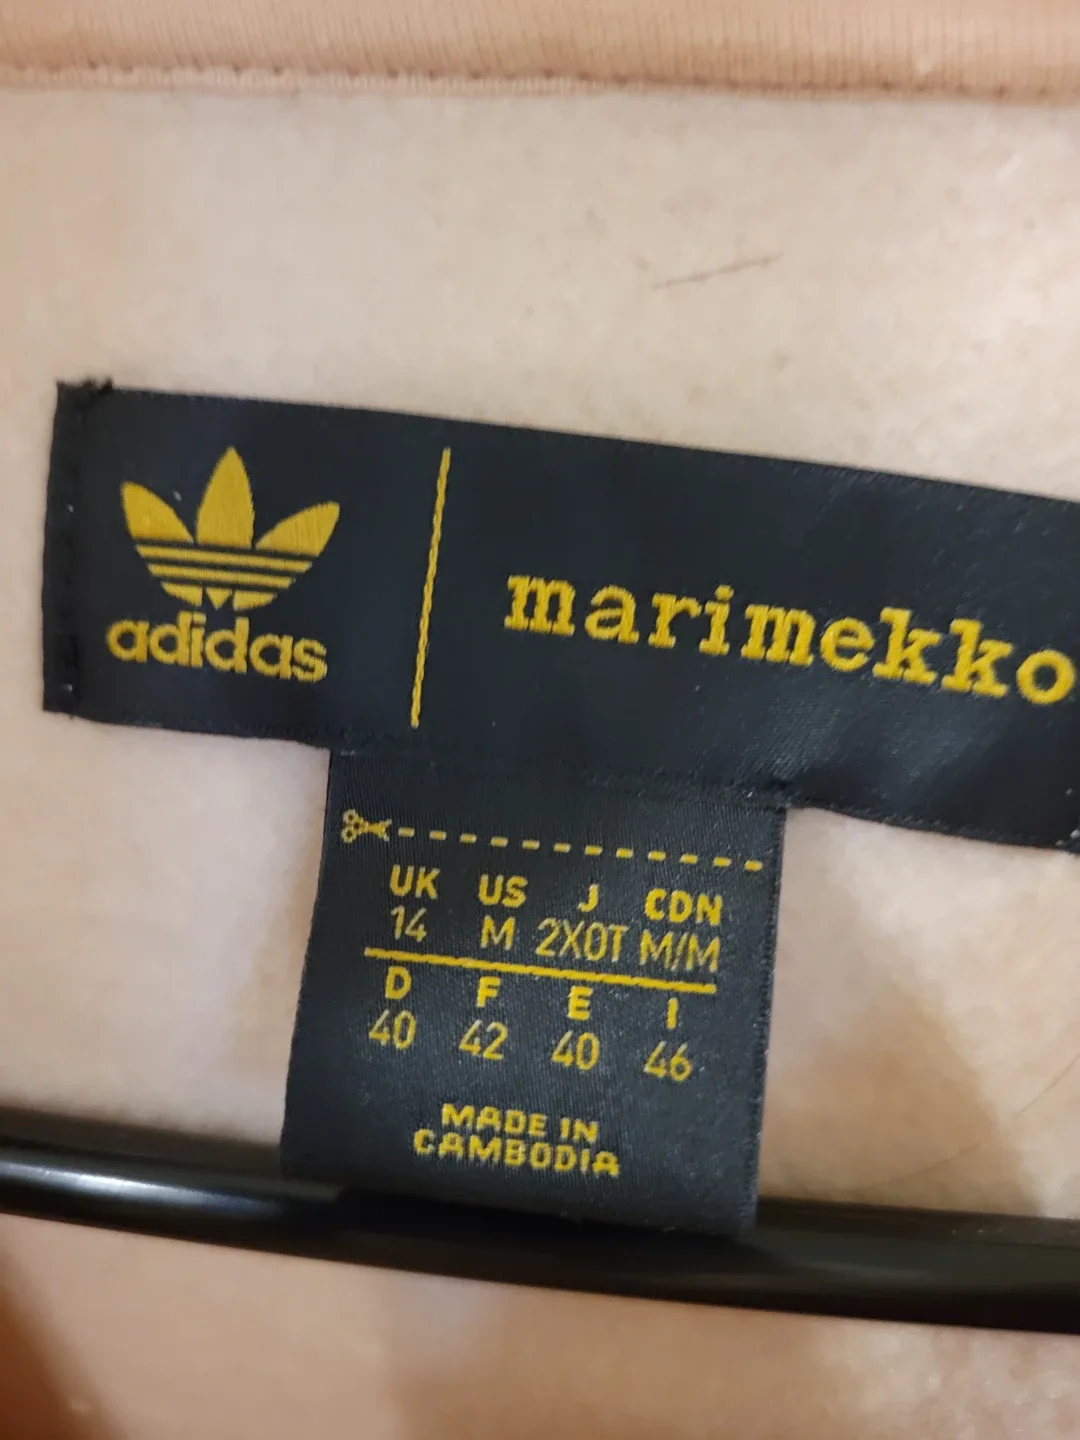 adidas
marimekko
UK US J CDN
14 M 2XOT M/M
D F E I
40 42 40 46
MADE IN
CAMBODIA